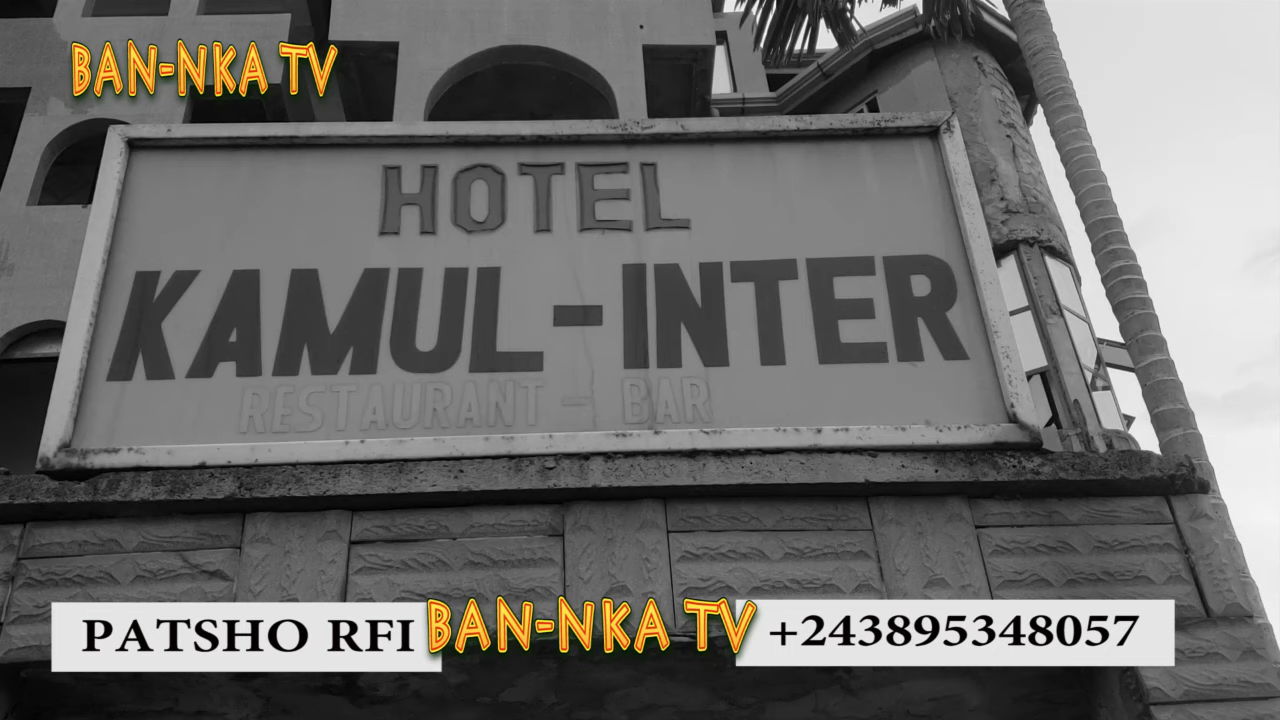 BAN-NKA TV
HOTEL
KAMUL-INTER
RESTAURANT - BAR
PATSHO RFI BAN-NKA TV +243895348057